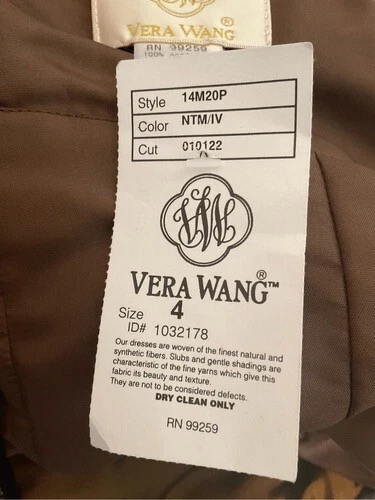 VERA WANG®
RN 99259
100%
Style 14M20P
Color NTM/IV
Cut 010122
VERA WANG®™
Size 4
ID# 1032178
Our dresses are woven of the finest natural and
synthetic fibers. Slubs and gentle shadings are
characteristic of the fine yarns which give this
fabric its beauty and texture.
They are not to be considered defects.
DRY CLEAN ONLY
RN 99259